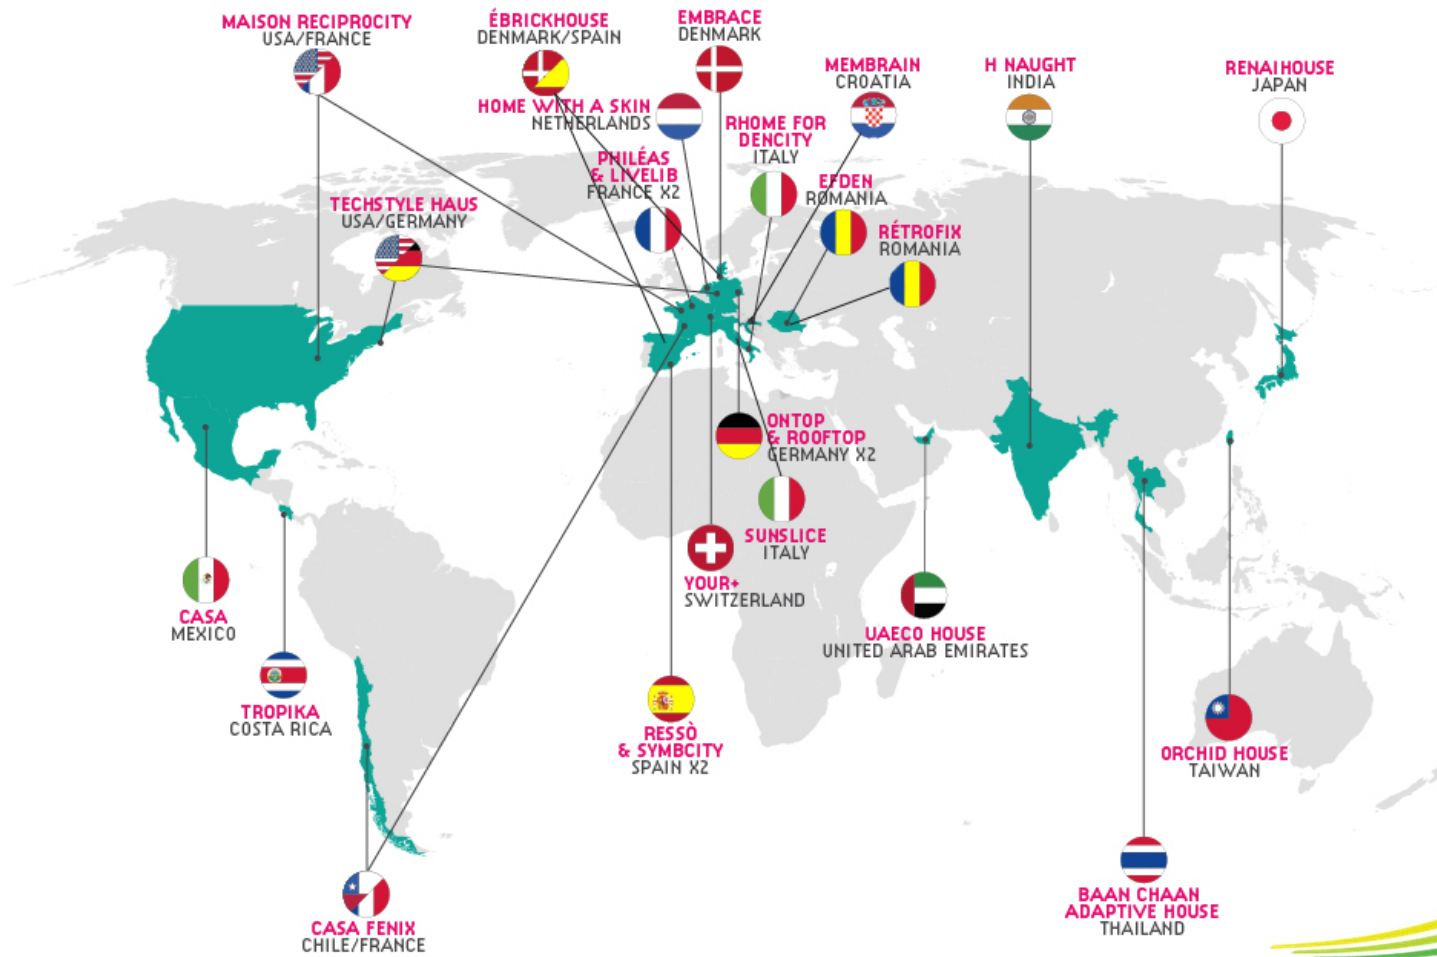 MAISON RECIPROCITY
USA/FRANCE
ÉBRICKHOUSE
DENMARK/SPAIN
EMBRACE
DENMARK
MEMBRAIN
CROATIA
H NAUGHT
INDIA
RENAIHOUSE
JAPAN
HOME WITH A SKIN
NETHERLANDS
RHOME FOR
DENCITY
ITALY
PHILÉAS
& LIVELIB
FRANCE X2
EFDEN
ROMANIA
TECHSTYLE HAUS
USA/GERMANY
RÉTROFIX
ROMANIA
ONTOP
& ROOFTOP
GERMANY X2
SUNSLICE
ITALY
YOUR+
SWITZERLAND
CASA
MEXICO
UAECO HOUSE
UNITED ARAB EMIRATES
TROPIKA
COSTA RICA
RESSÒ
& SYMBCITY
SPAIN X2
ORCHID HOUSE
TAIWAN
BAAN CHAAN
ADAPTIVE HOUSE
THAILAND
CASA FENIX
CHILE/FRANCE